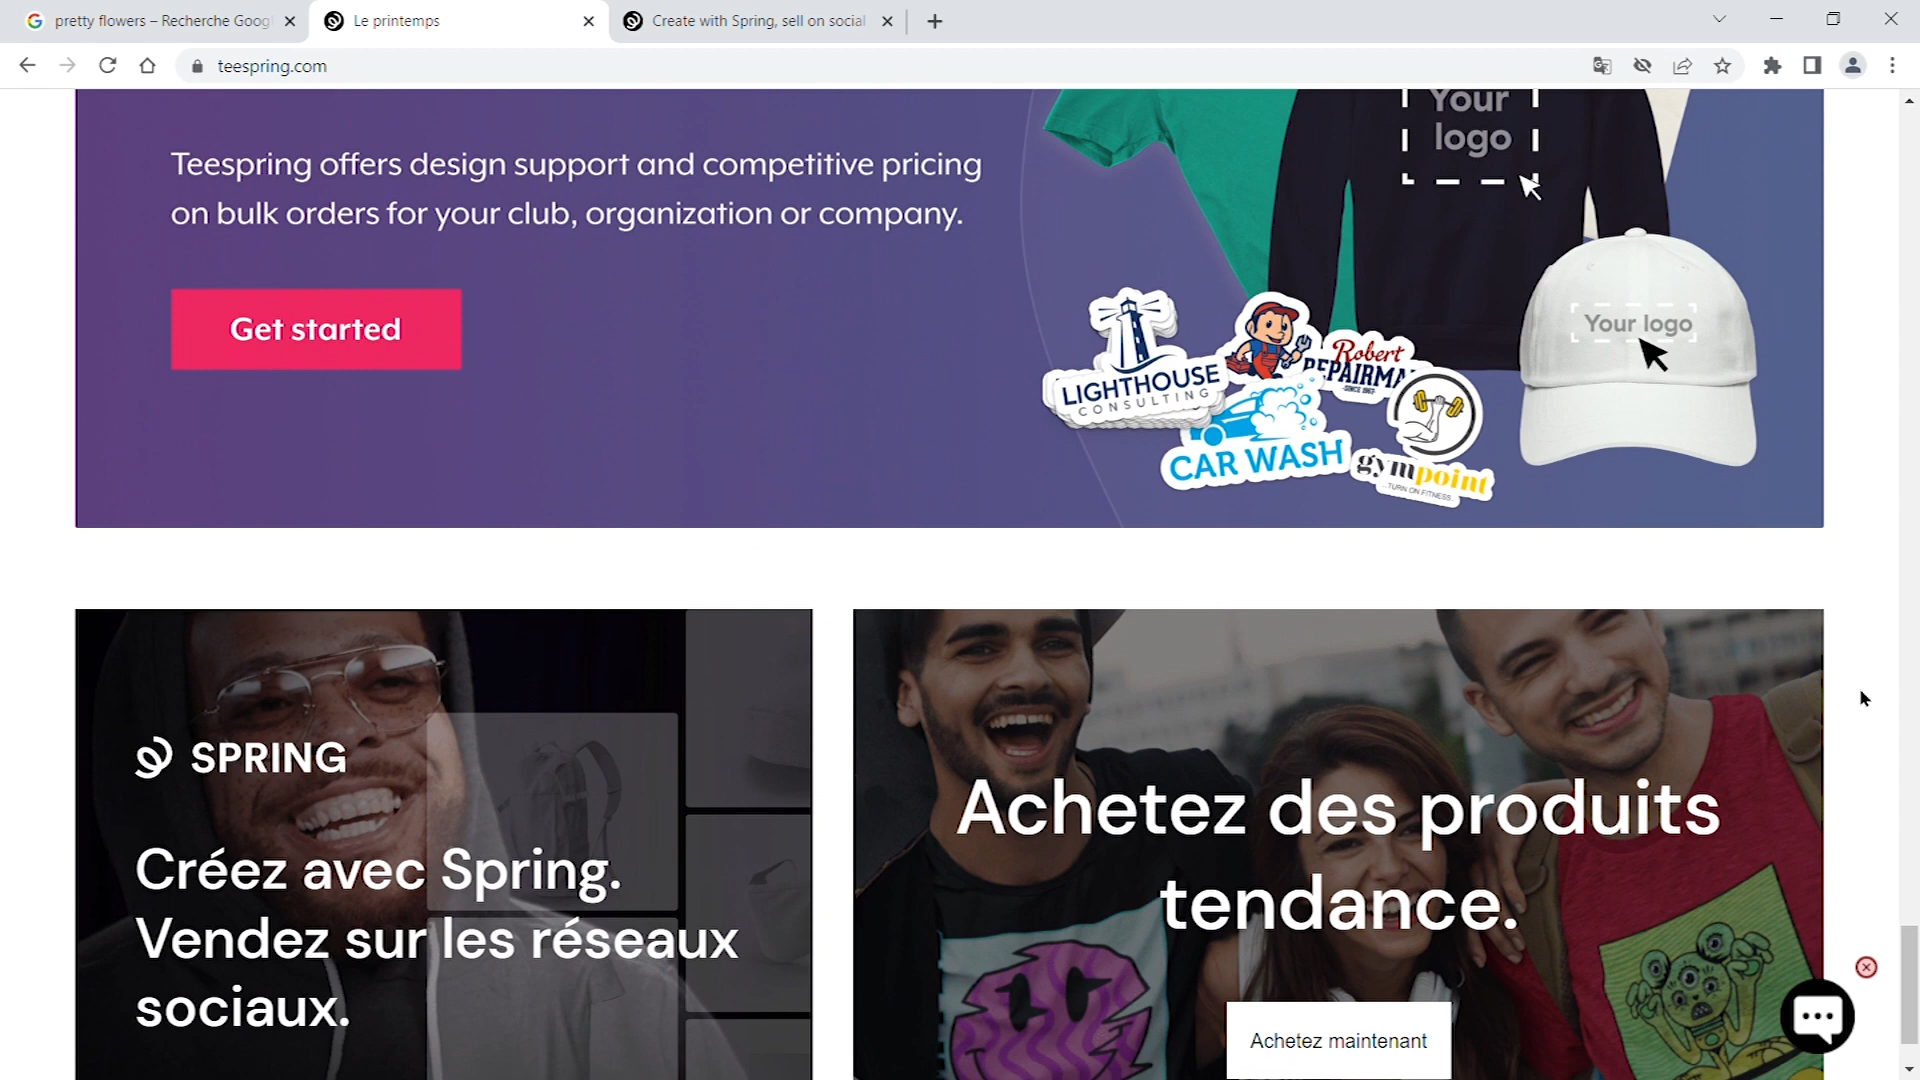 pretty flowers – Recherche Goog
Le printemps
Create with Spring, sell on social
teespring.com
Your
logo
Teespring offers design support and competitive pricing
on bulk orders for your club, organization or company.
Get started
Your logo
LIGHTHOUSE
CONSULTING
Robert
REPAIRMA
SINCE 1967
CAR WASH
gympoint
TURN ON FITNESS
SPRING
Créez avec Spring.
Vendez sur les réseaux
sociaux.
Achetez des produits
tendance.
Achetez maintenant